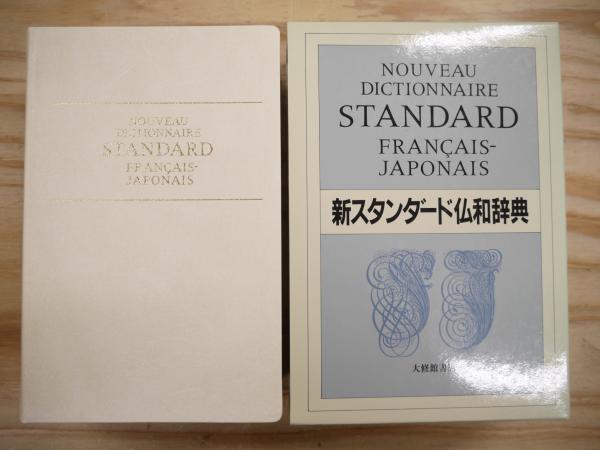 NOUVEAU
DICTIONNAIRE
STANDARD
FRANÇAIS-
JAPONAIS
NOUVEAU
DICTIONNAIRE
STANDARD
FRANÇAIS-
JAPONAIS
新スタンダード仏和辞典
大修館書